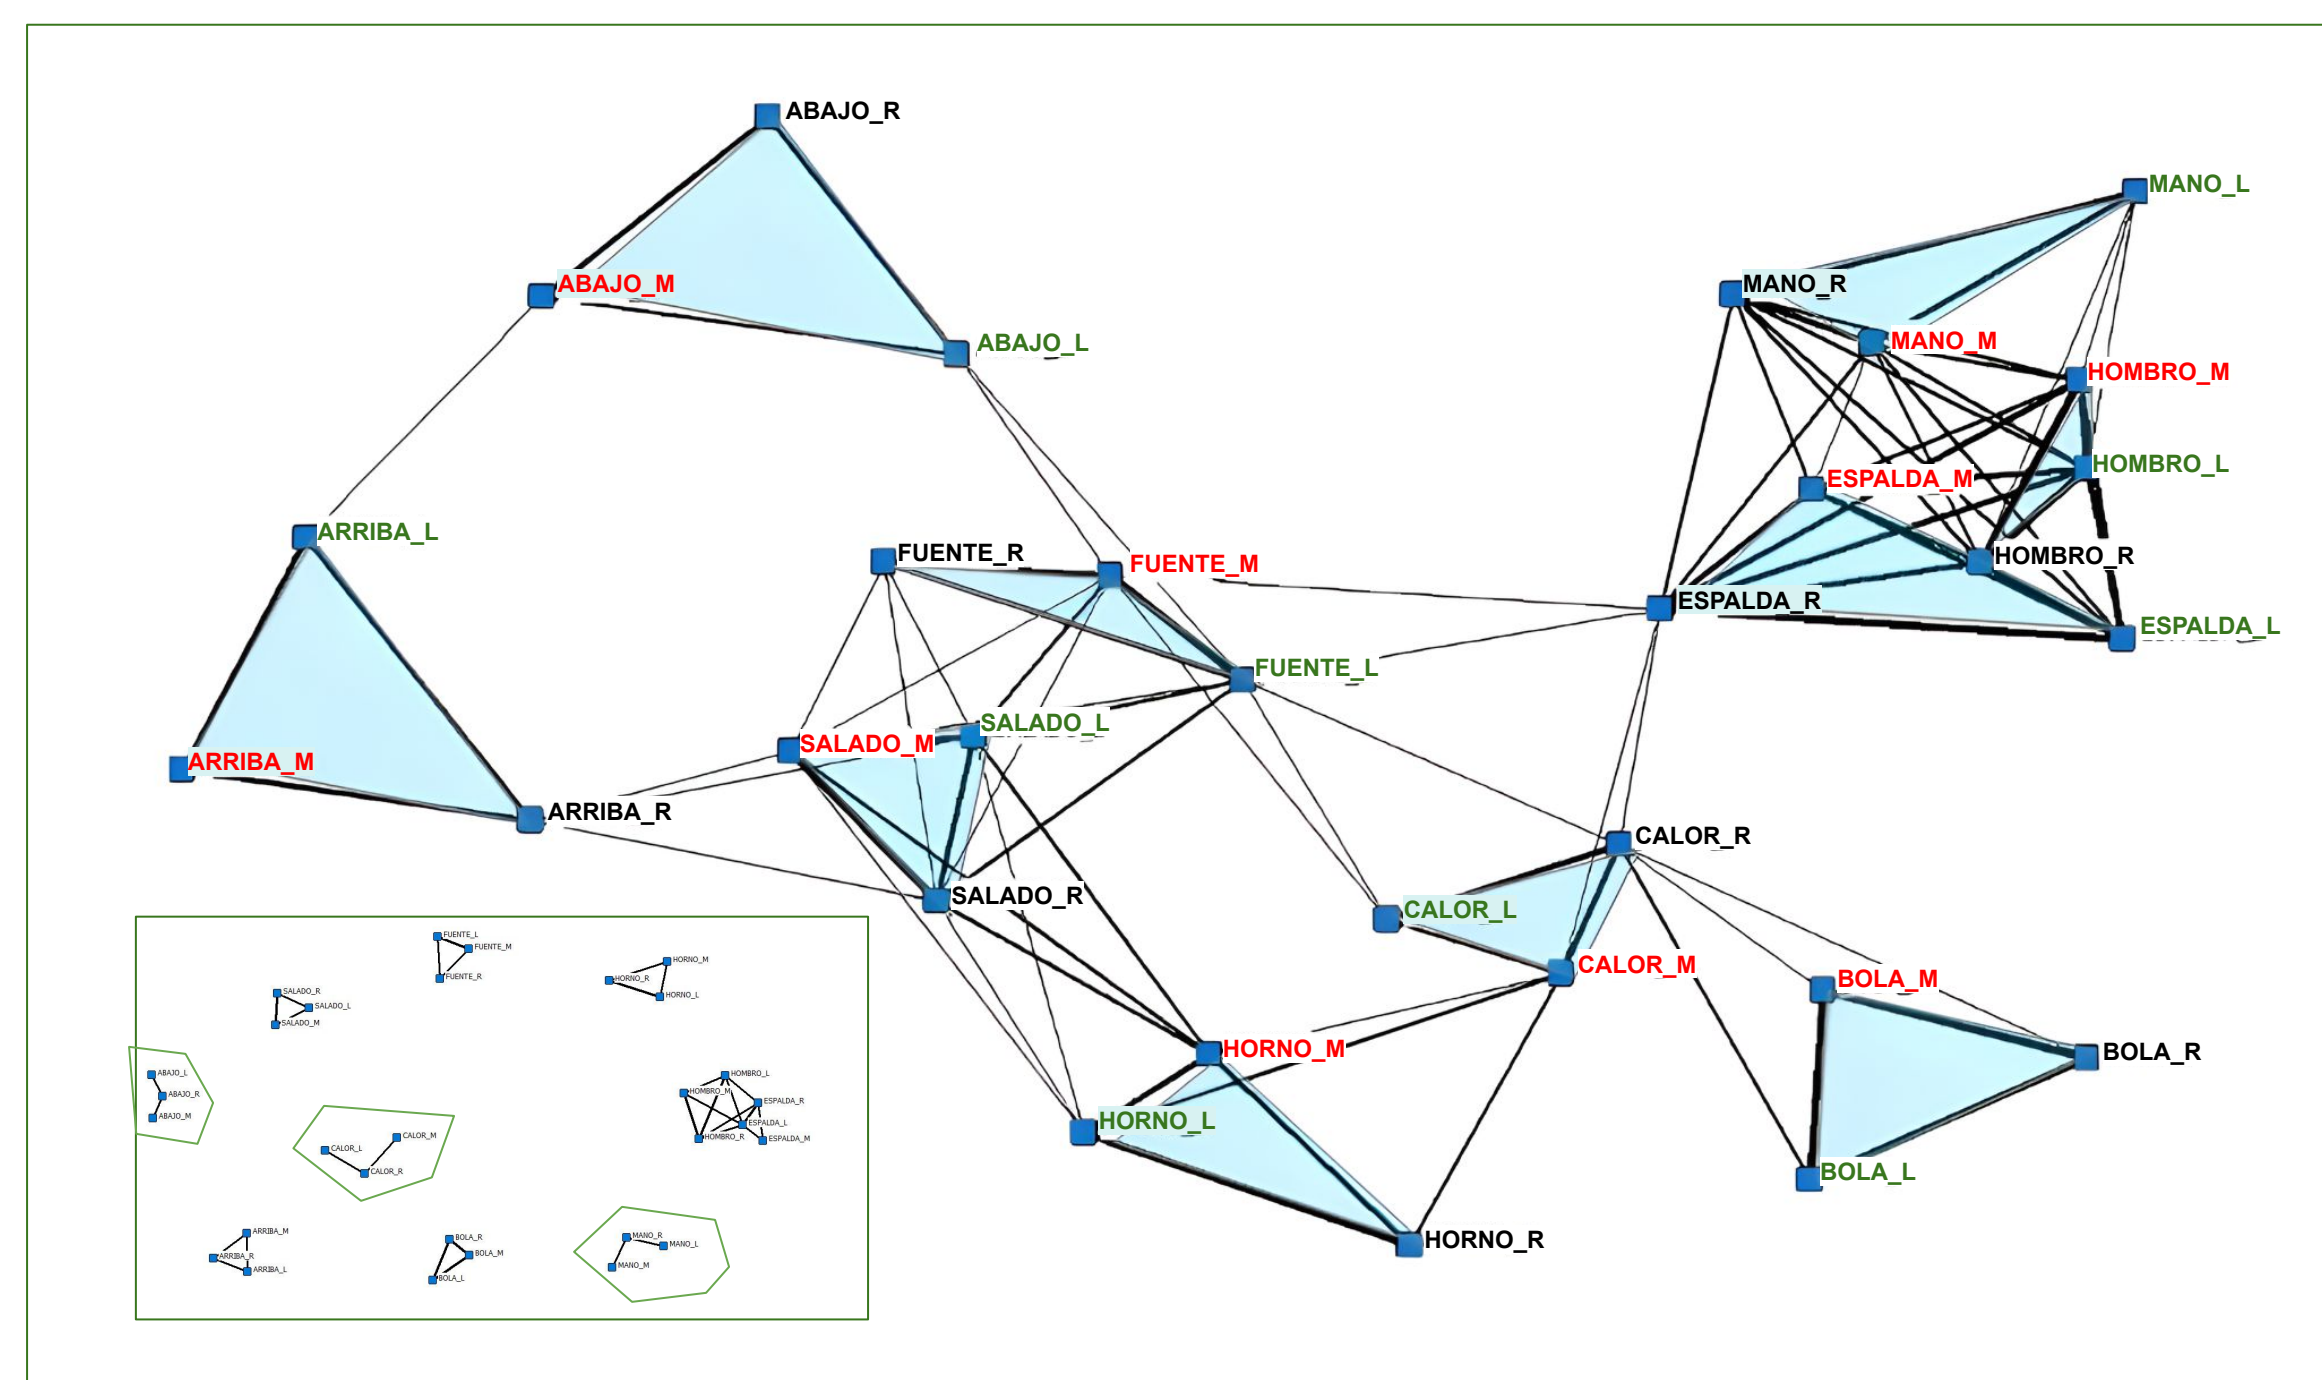 ABAJO_R
MANO_L
ABAJO_M
MANO_R
ABAJO_L
MANO_M
HOMBRO_M
HOMBRO_L
ESPALDA_M
ARRIBA_L
FUENTE_R
FUENTE_M
HOMBRO_R
ESPALDA_R
ESPALDA_L
FUENTE_L
SALADO_L
SALADO_M
ARRIBA_M
ARRIBA_R
CALOR_R
SALADO_R
CALOR_L
CALOR_M
BOLA_M
HORNO_M
BOLA_R
HORNO_L
BOLA_L
HORNO_R
FUENTE_L
FUENTE_M
FUENTE_R
HORNO_M
HORNO_R
HORNO_L
SALADO_R
SALADO_L
SALADO_M
ABAJO_L
ABAJO_R
ABAJO_M
HOMBRO_L
HOMBRO_M
ESPALDA_R
ESPALDA_L
HOMBRO_R
ESPALDA_M
CALOR_M
CALOR_L
CALOR_R
ARRIBA_M
ARRIBA_R
ARRIBA_L
BOLA_R
BOLA_M
BOLA_L
MANO_R
MANO_L
MANO_M